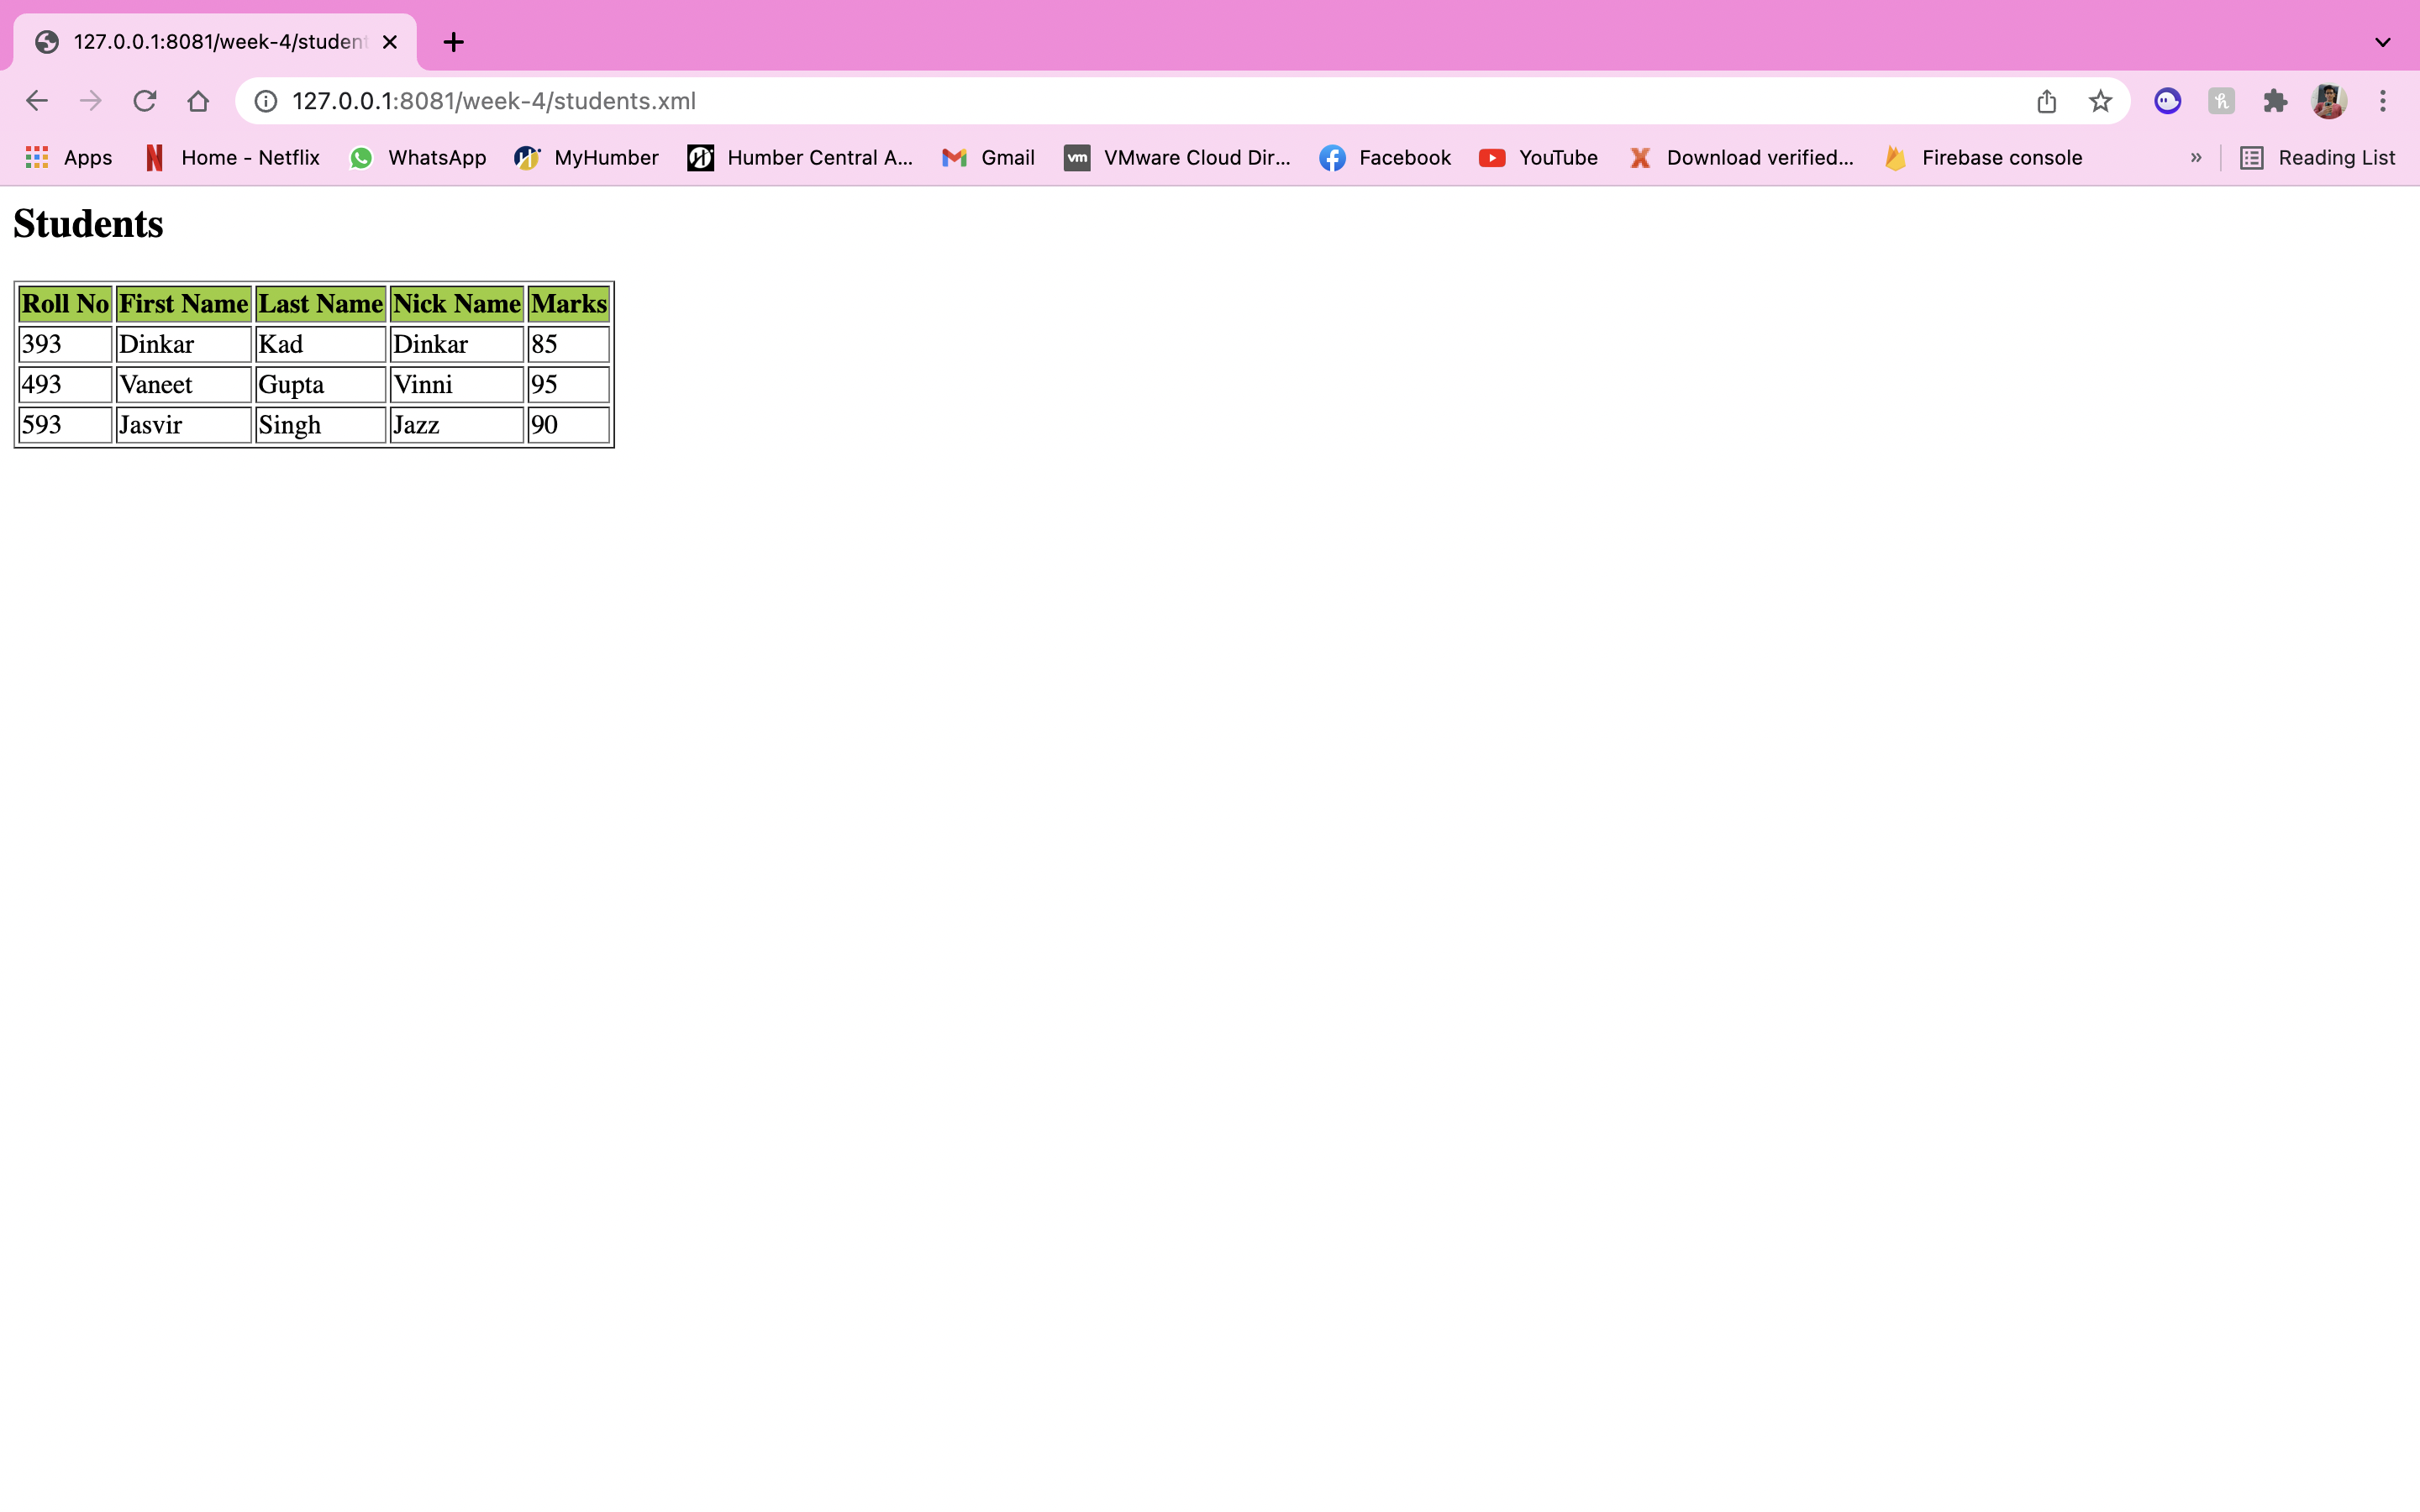 127.0.0.1:8081/week-4/student
127.0.0.1:8081/week-4/students.xml
Apps Home - Netflix WhatsApp MyHumber Humber Central A... Gmail vm VMware Cloud Dir... Facebook YouTube Download verified... Firebase console » Reading List
Students
Roll No First Name Last Name Nick Name Marks
393 Dinkar Kad Dinkar 85
493 Vaneet Gupta Vinni 95
593 Jasvir Singh Jazz 90